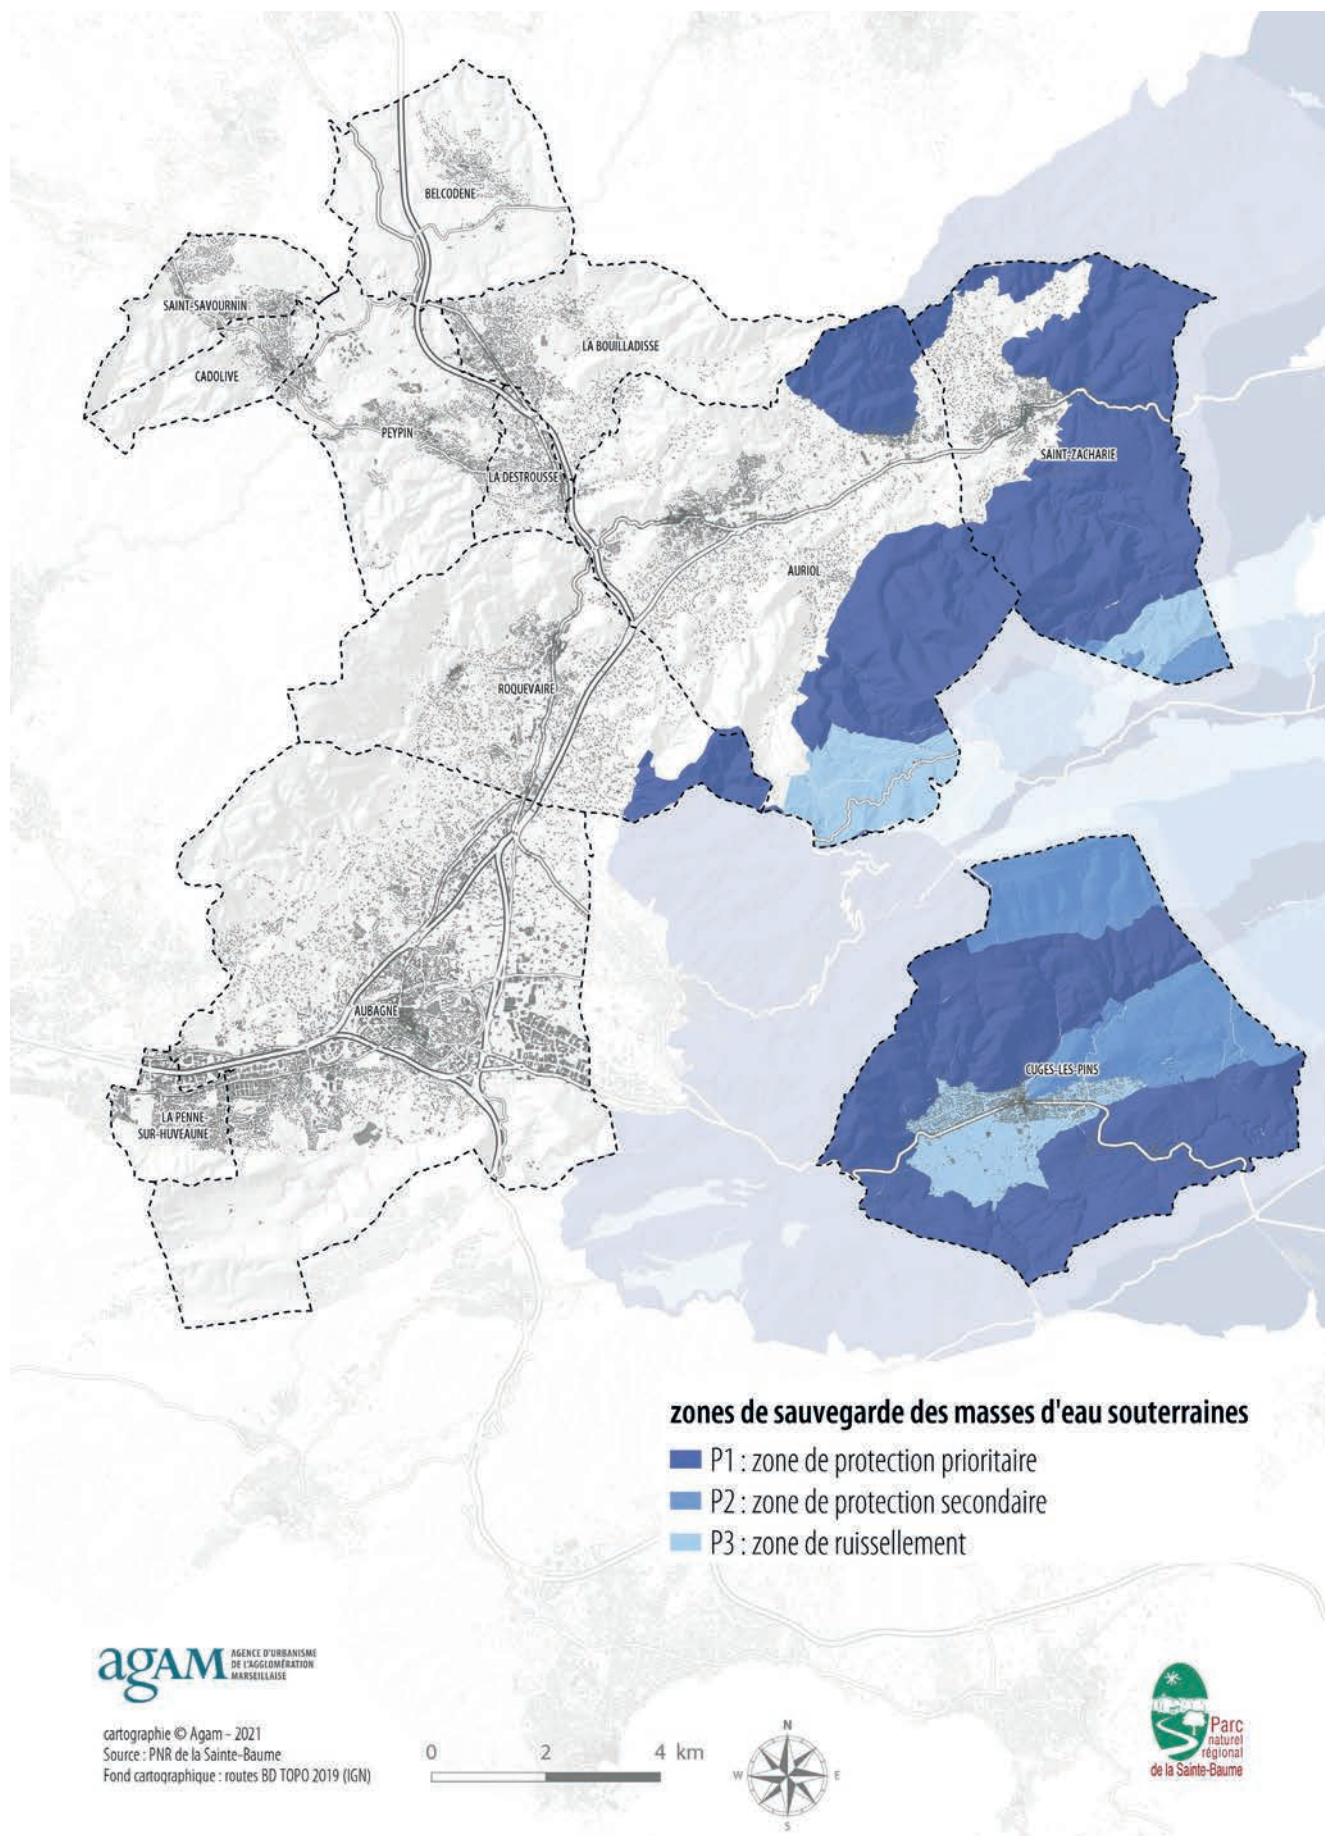 BELCODENE
SAINT-SAVOURNIN
LA BOUILLADISSE
CADOLIVE
PEYPIN
SAINT-ZACHARIE
LA DESTROUSSE
AURIOL
ROQUEVAIRE
AUBAGNE
CUGES-LES-PINS
LA PENNE-
SUR-HUVEAUNE
zones de sauvegarde des masses d'eau souterraines
P1 : zone de protection prioritaire
P2 : zone de protection secondaire
P3 : zone de ruissellement
agAM
AGENCE D'URBANISME
DE L'AGGLOMÉRATION
MARSEILLAISE
cartographie © Agam - 2021
Source : PNR de la Sainte-Baume
Fond cartographique : routes BD TOPO 2019 (IGN)
0 2 4 km
N
W E
S
Parc
naturel
régional
de la Sainte-Baume